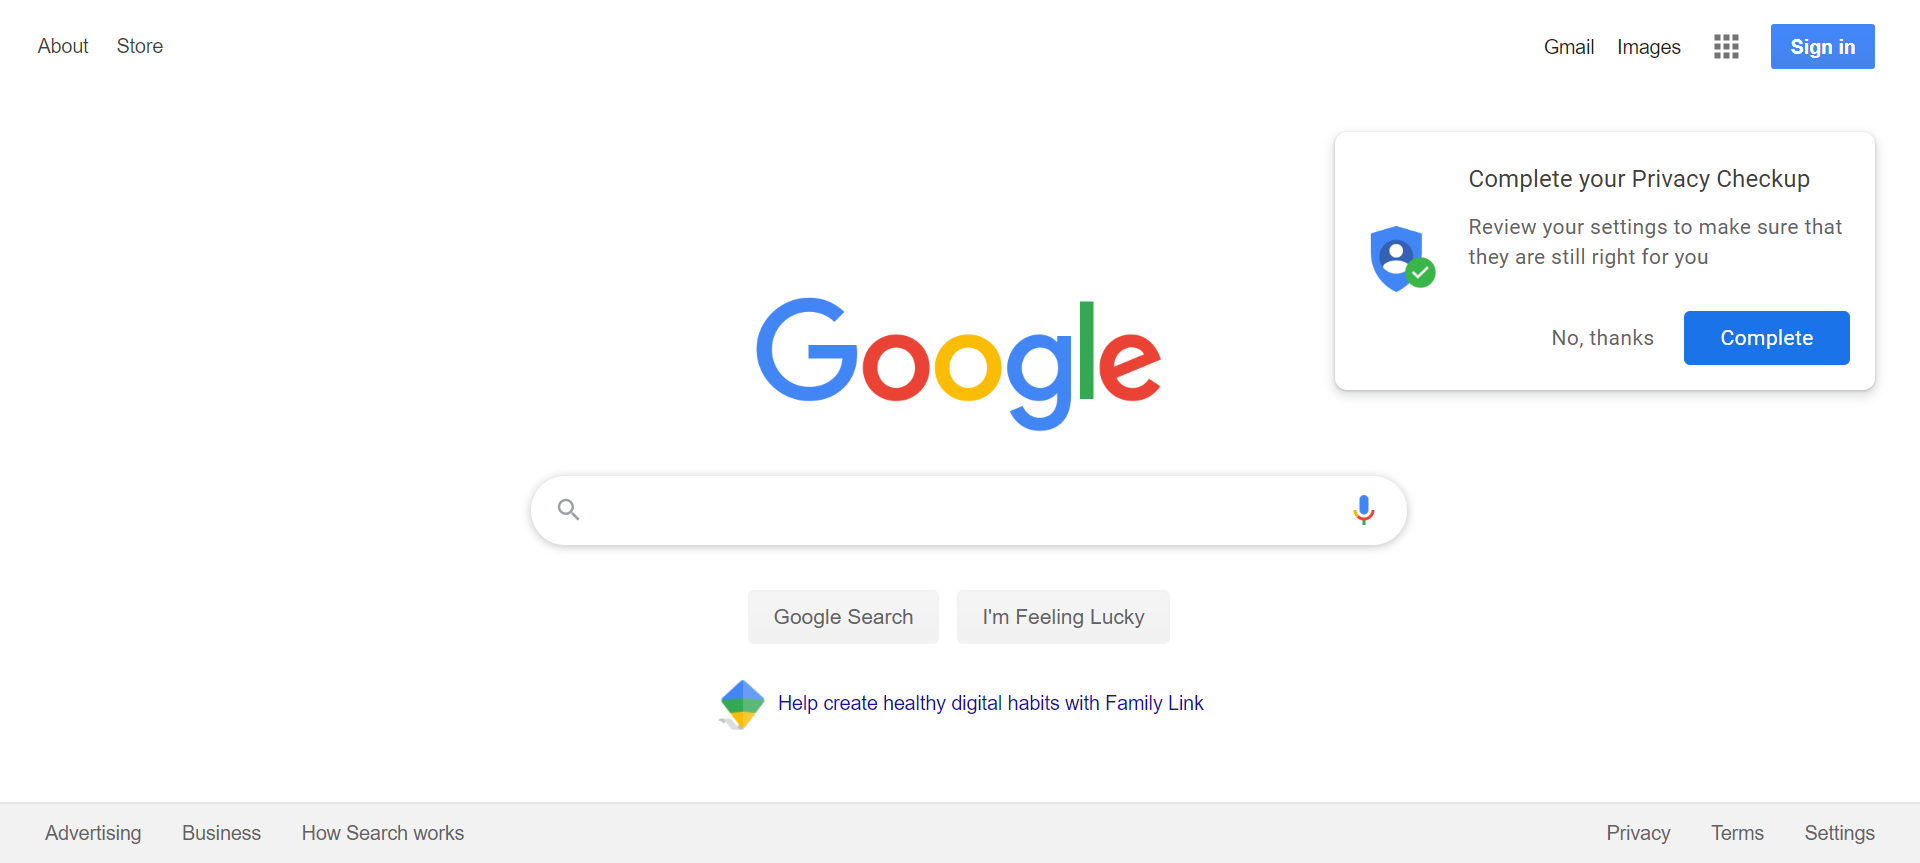 About Store
Gmail Images Sign in
Complete your Privacy Checkup
Review your settings to make sure that
they are still right for you
No, thanks Complete
Google
Google Search I'm Feeling Lucky
Help create healthy digital habits with Family Link
Advertising Business How Search works
Privacy Terms Settings